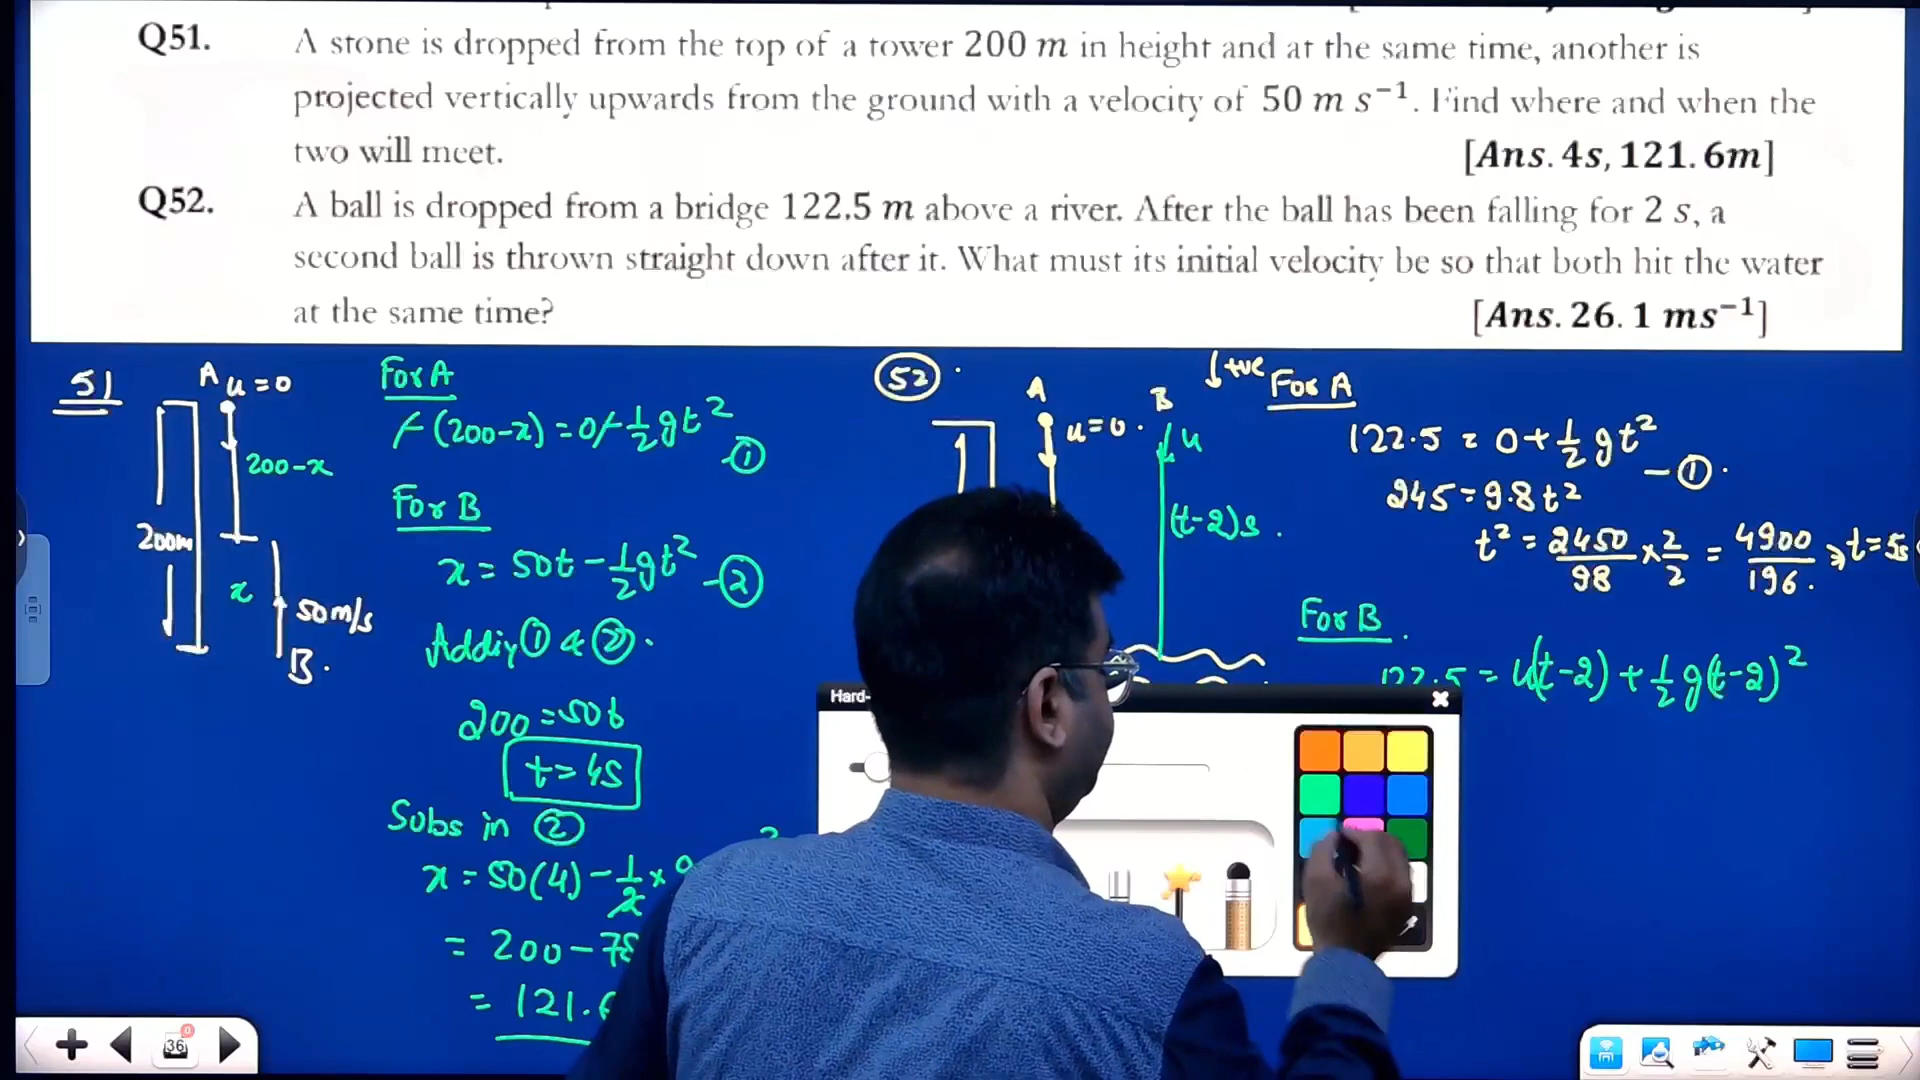 Q51. A stone is dropped from the top of a tower 200 m in height and at the same time, another is
projected vertically upwards from the ground with a velocity of 50 m s⁻¹. Find where and when the
two will meet. [Ans. 4s, 121.6m]
Q52. A ball is dropped from a bridge 122.5 m above a river. After the ball has been falling for 2 s, a
second ball is thrown straight down after it. What must its initial velocity be so that both hit the water
at the same time? [Ans. 26.1 ms⁻¹]
51
A u=0
200-x
200m
x
50m/s
B.
For A
-(200-x)=0-½gt² -①
For B
x = 50t - ½gt² -②
Adding ① & ②.
200 = 50t
t = 4s
Subs in ②
x = 50(4) - ½ ×
= 200 - 78
= 121.6
52
A
u=0.
B
u
(t-2)s.
↓+ve
For A
122.5 = 0 + ½gt² -①.
245 = 9.8t²
t² = 2450/98 × 2/2 = 4900/196. ⇒ t=5s
For B.
122.5 = u(t-2) + ½g(t-2)²
Hard-
36
0